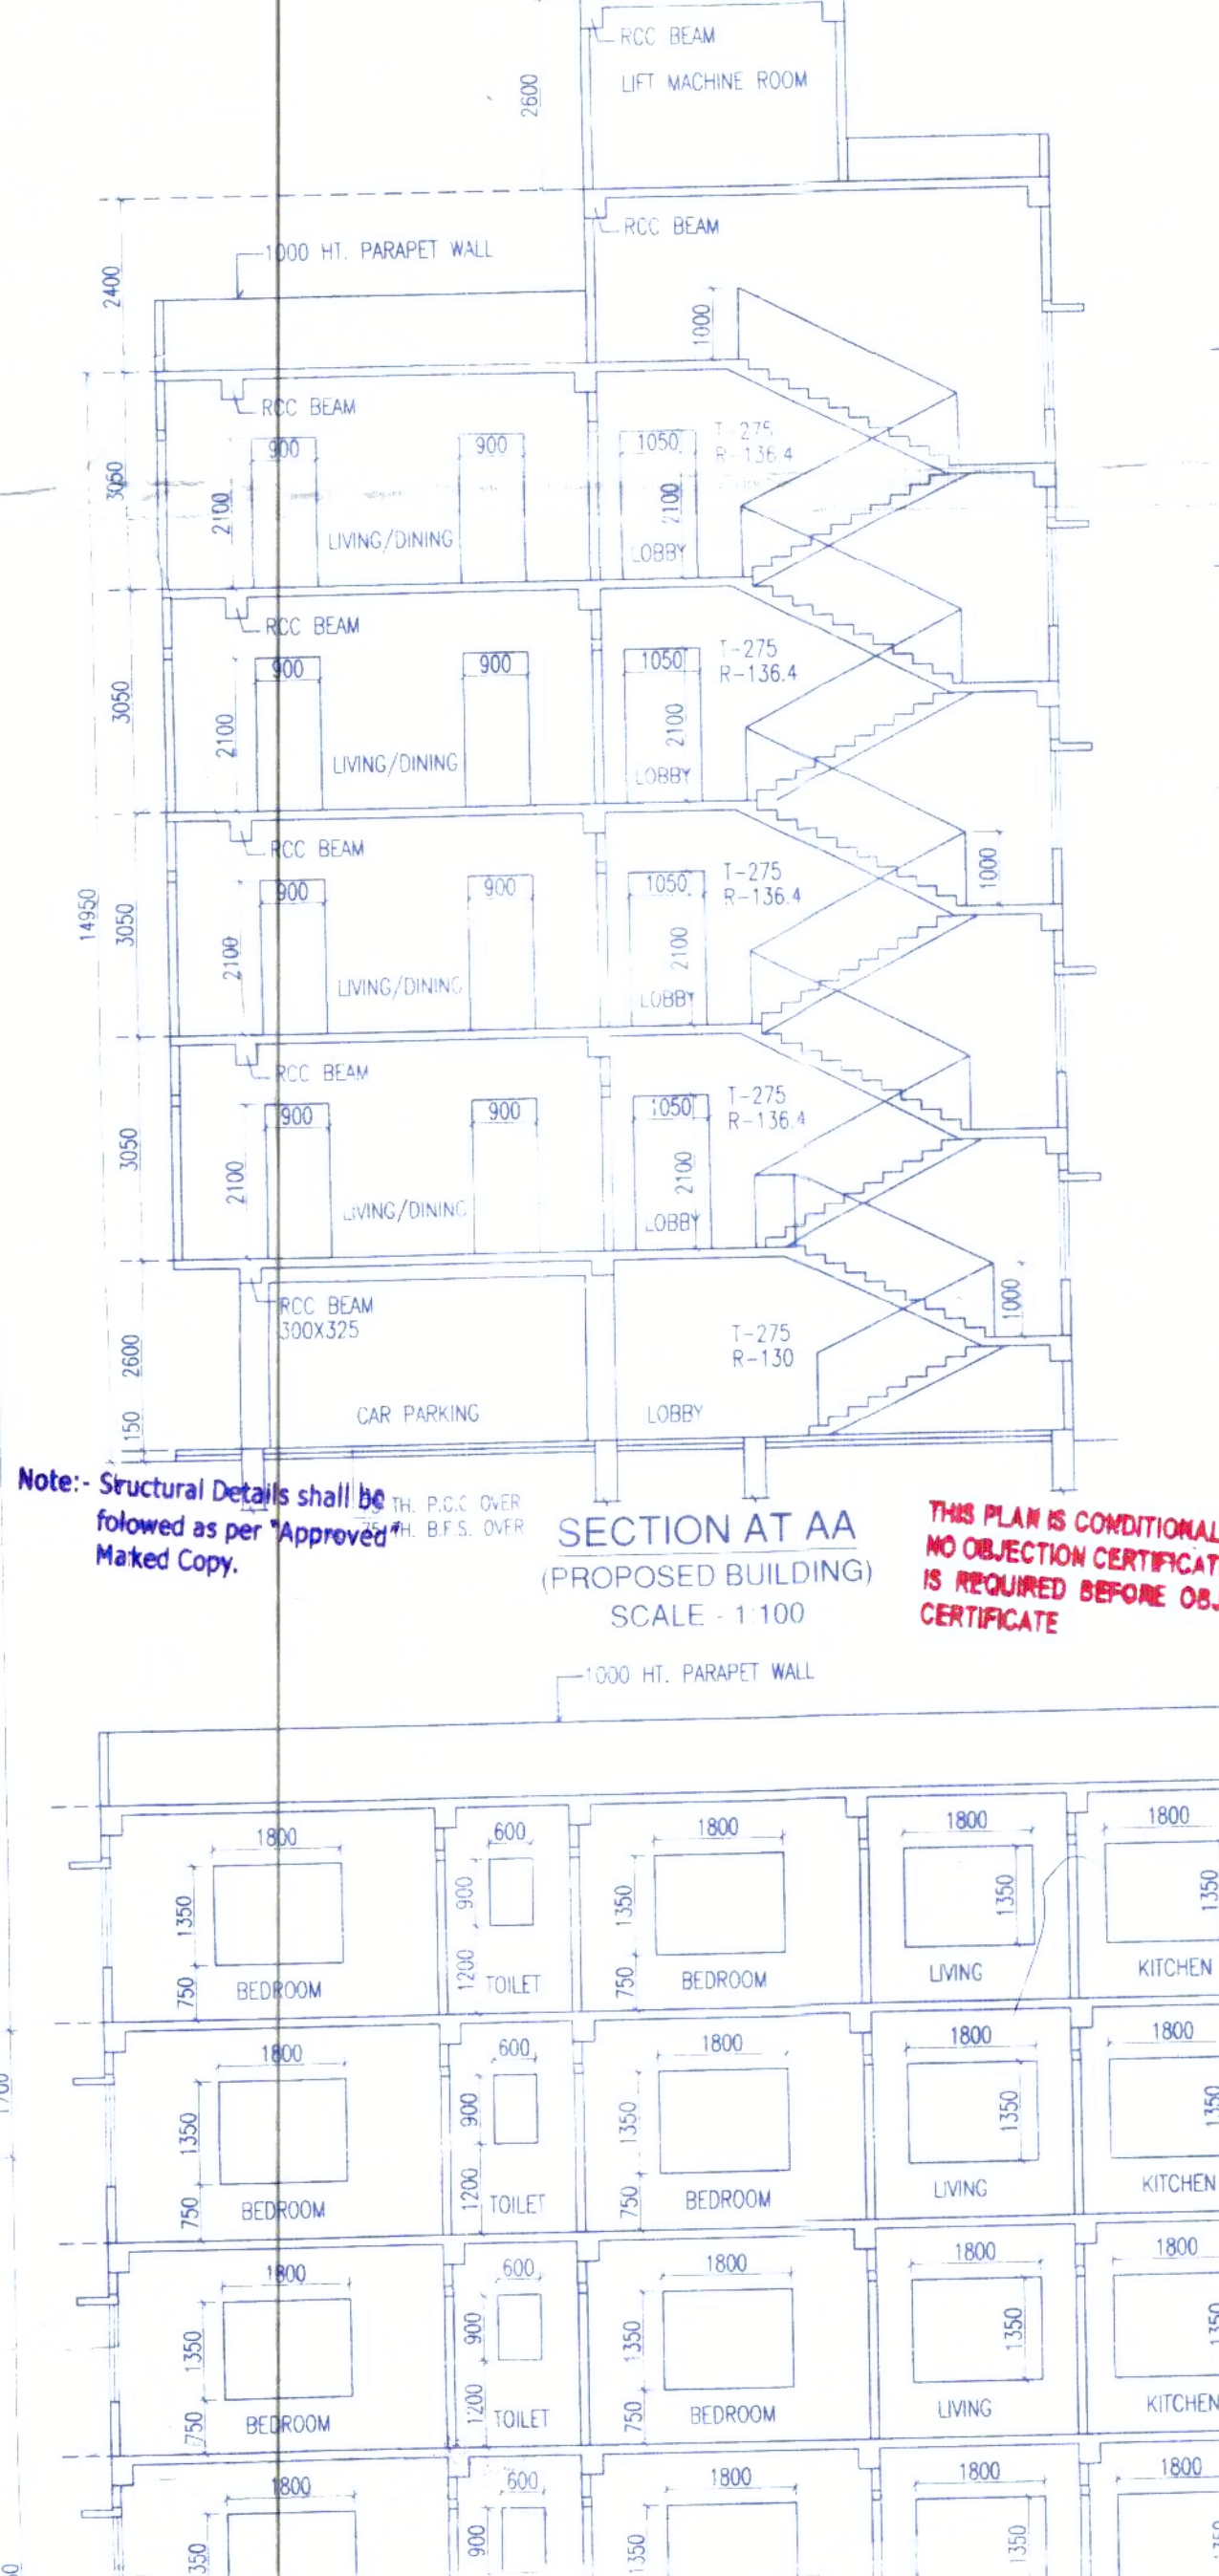 RCC BEAM
LIFT MACHINE ROOM
2600
RCC BEAM
1000 HT. PARAPET WALL
2400
1000
RCC BEAM
900
900
1050
T-275
R-136.4
3050
2100
2100
LIVING/DINING
LOBBY
RCC BEAM
900
900
1050
T-275
R-136.4
3050
2100
2100
LIVING/DINING
LOBBY
RCC BEAM
1000
900
900
1050
T-275
R-136.4
14950
3050
2100
2100
LIVING/DINING
LOBBY
RCC BEAM
900
900
1050
T-275
R-136.4
3050
2100
2100
LIVING/DINING
LOBBY
RCC BEAM
300X325
1000
T-275
R-130
2600
CAR PARKING
LOBBY
150
Note:- Structural Details shall be
folowed as per "Approved"
Marked Copy.
TH. P.C.C OVER
75 TH. B.F.S. OVER
SECTION AT AA
(PROPOSED BUILDING)
SCALE - 1:100
THIS PLAN IS CONDITIONAL
NO OBJECTION CERTIFICAT
IS REQUIRED BEFORE OBJ
CERTIFICATE
1000 HT. PARAPET WALL
1800
600
1800
1800
1800
1350
900
1350
1350
1350
750
1200
750
BEDROOM
TOILET
BEDROOM
LIVING
KITCHEN
1800
600
1800
1800
1800
1350
900
1350
1350
1350
750
1200
750
BEDROOM
TOILET
BEDROOM
LIVING
KITCHEN
1800
600
1800
1800
1800
1350
900
1350
1350
1350
750
1200
750
BEDROOM
TOILET
BEDROOM
LIVING
KITCHEN
1800
600
1800
1800
1800
350
900
1350
1350